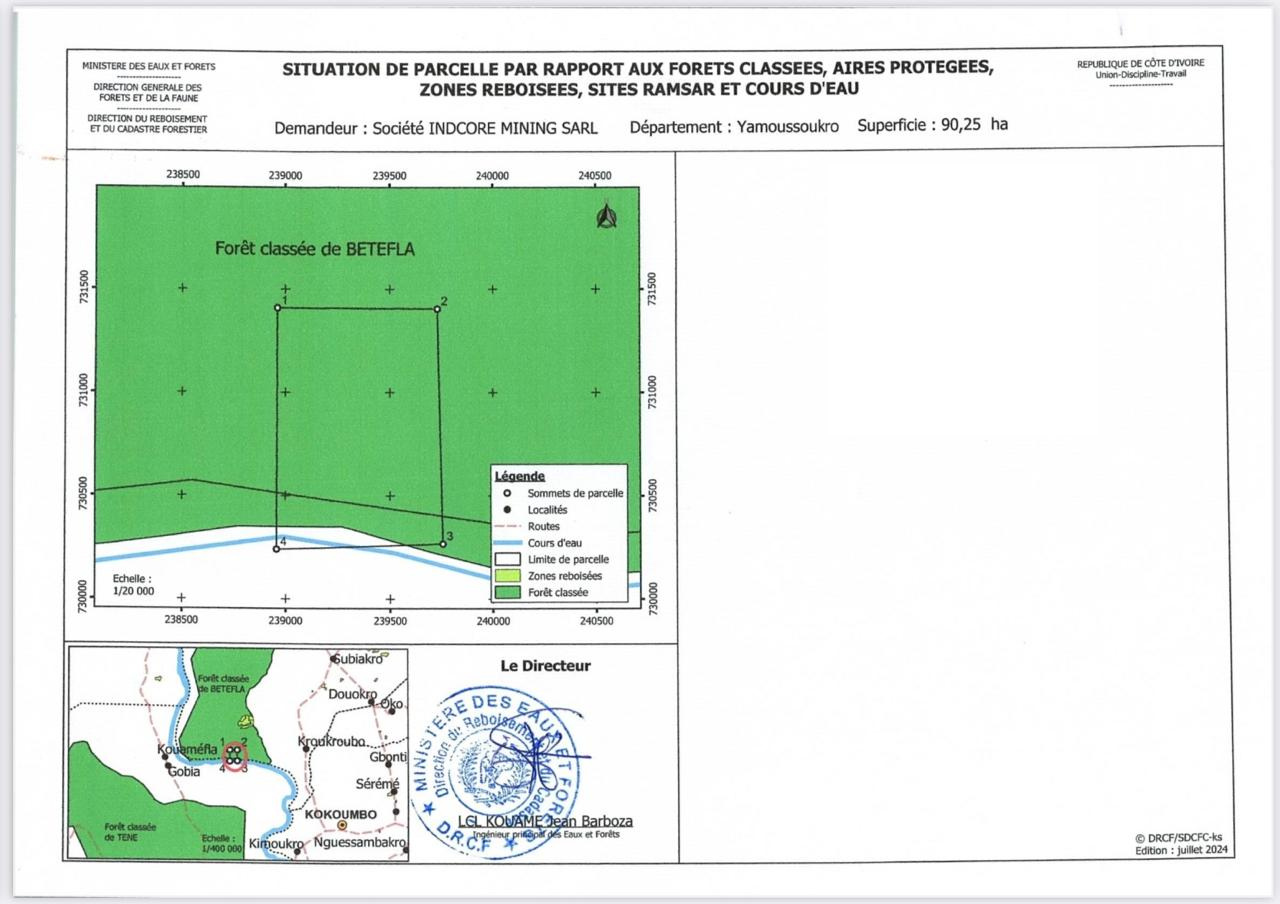 MINISTERE DES EAUX ET FORETS
--------------------
DIRECTION GENERALE DES
FORETS ET DE LA FAUNE
--------------------
DIRECTION DU REBOISEMENT
ET DU CADASTRE FORESTIER
SITUATION DE PARCELLE PAR RAPPORT AUX FORETS CLASSEES, AIRES PROTEGEES,
ZONES REBOISEES, SITES RAMSAR ET COURS D'EAU
Demandeur : Société INDCORE MINING SARL Département : Yamoussoukro Superficie : 90,25 ha
REPUBLIQUE DE CÔTE D'IVOIRE
Union-Discipline-Travail
--------------------
238500 239000 239500 240000 240500
Forêt classée de BETEFLA
731500
731500
1
2
731000
731000
730500
730500
3
4
730000
730000
Légende
Sommets de parcelle
Localités
Routes
Cours d'eau
Limite de parcelle
Zones reboisées
Forêt classée
Echelle :
1/20 000
238500 239000 239500 240000 240500
Subiakro
Forêt classée
de BETEFLA
Douokro
Oko
1 2
Kroukroubo
Kouaméfla
Gbonti
Gobia
4 3
Sérémé
KOKOUMBO
Forêt classée
de TENE
Echelle :
1/400 000
Kimoukro
Nguessambakro
Le Directeur
MINISTERE DES EAUX ET FORETS
Direction du Reboisement et du Cadastre
D.R.C.F
LCL KOUAME Jean Barboza
Ingénieur principal des Eaux et Forêts
© DRCF/SDCFC-ks
Edition : juillet 2024